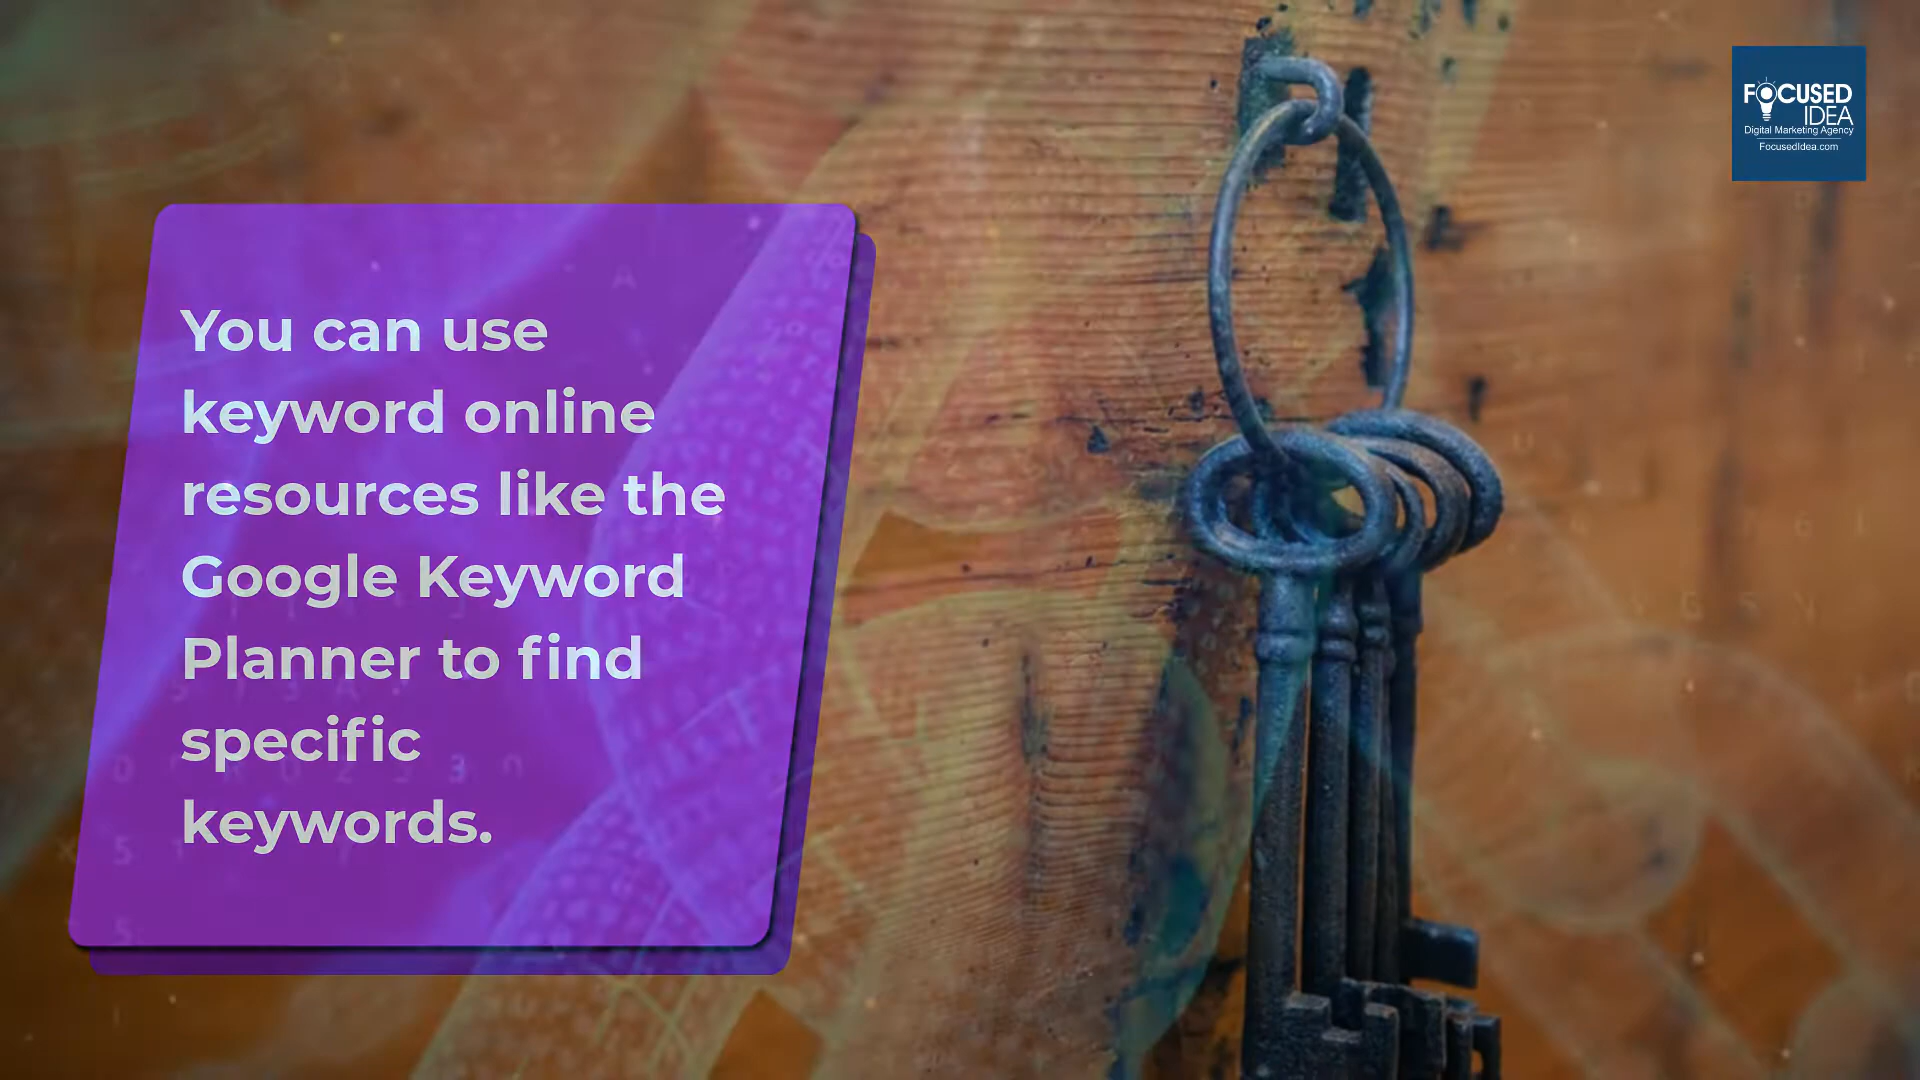 FOCUSED
IDEA
Digital Marketing Agency
FocusedIdea.com
You can use
keyword online
resources like the
Google Keyword
Planner to find
specific
keywords.